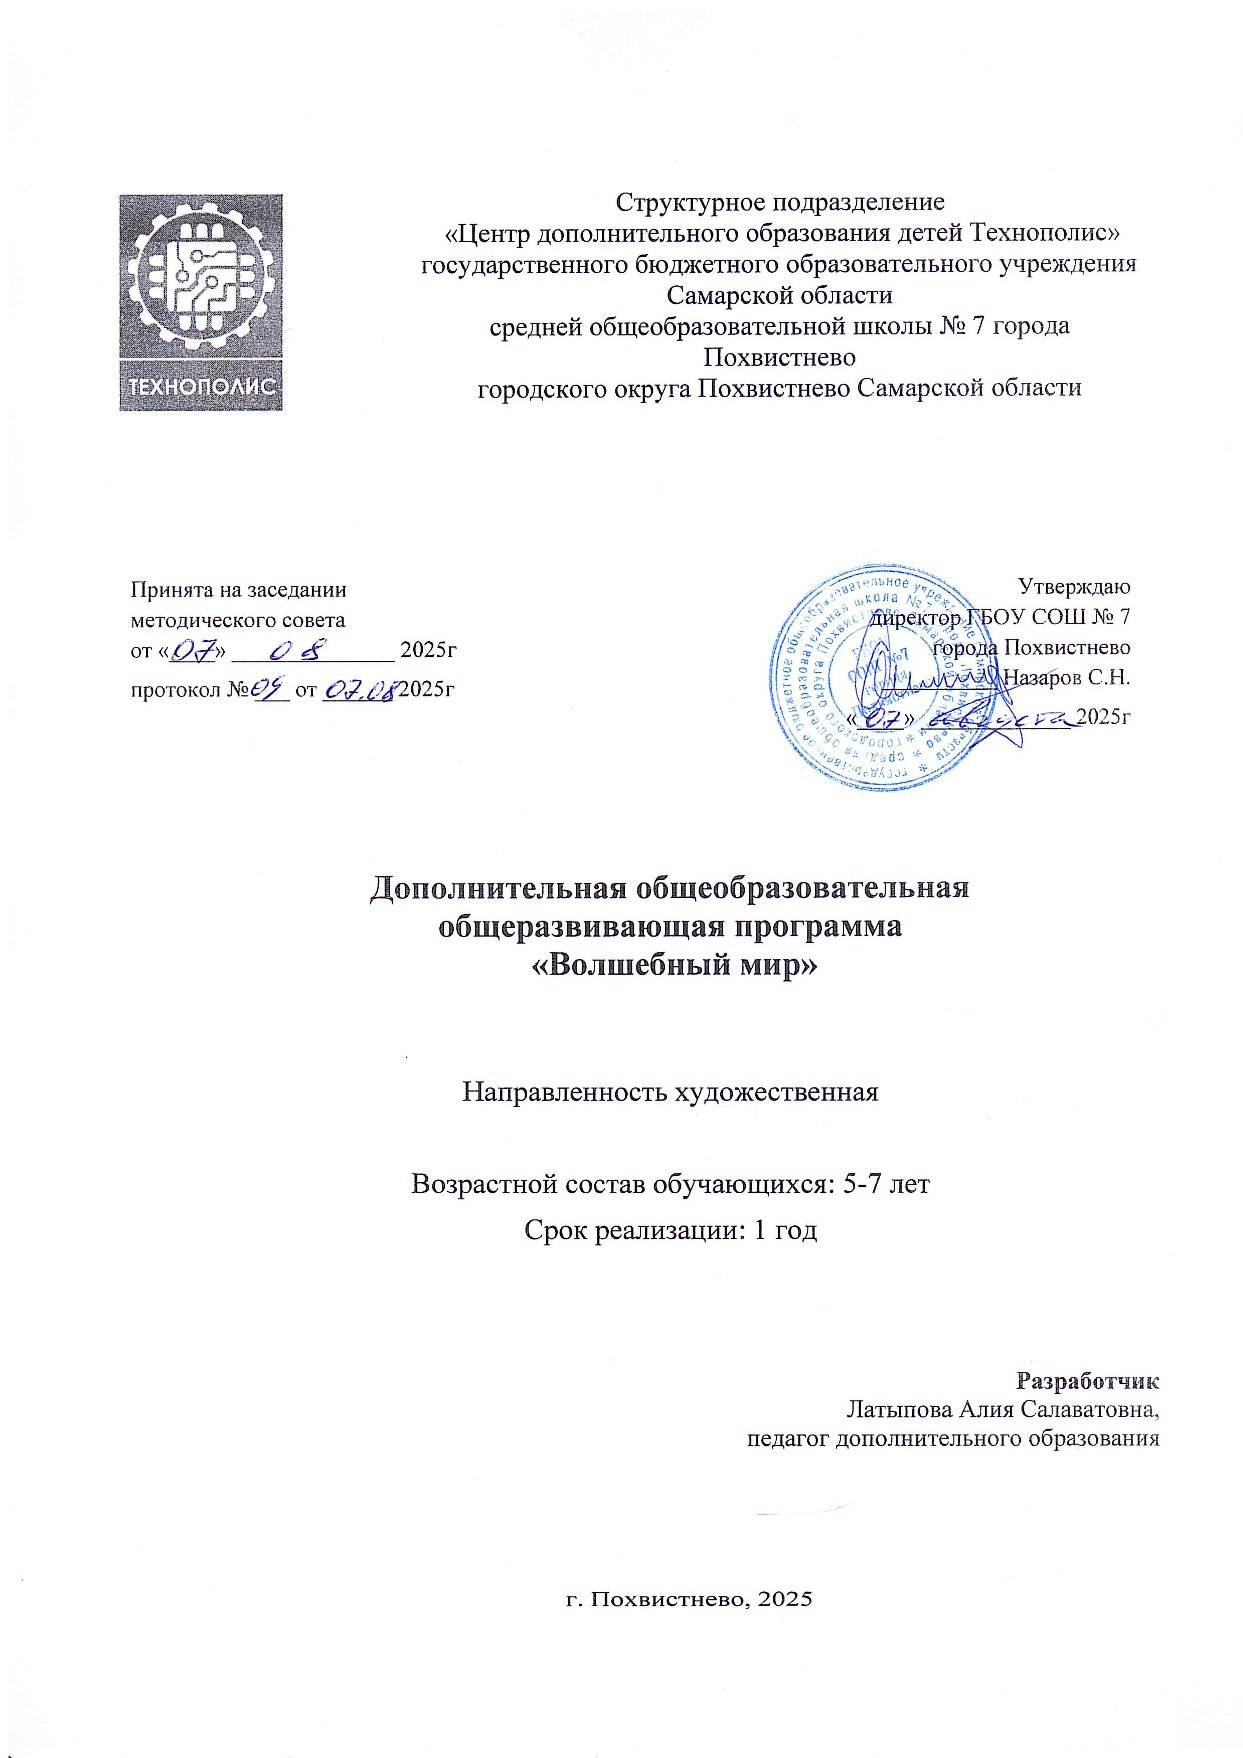 Структурное подразделение
«Центр дополнительного образования детей Технополис»
государственного бюджетного образовательного учреждения
Самарской области
средней общеобразовательной школы № 7 города
Похвистнево
городского округа Похвистнево Самарской области
ТЕХНОПОЛИС
Принята на заседании
методического совета
от «07» 08 2025г
протокол №09 от 07.08 2025г
Утверждаю
директор ГБОУ СОШ № 7
города Похвистнево
Назаров С.Н.
«07» августа 2025г
Дополнительная общеобразовательная
общеразвивающая программа
«Волшебный мир»
Направленность художественная
Возрастной состав обучающихся: 5-7 лет
Срок реализации: 1 год
Разработчик
Латыпова Алия Салаватовна,
педагог дополнительного образования
г. Похвистнево, 2025